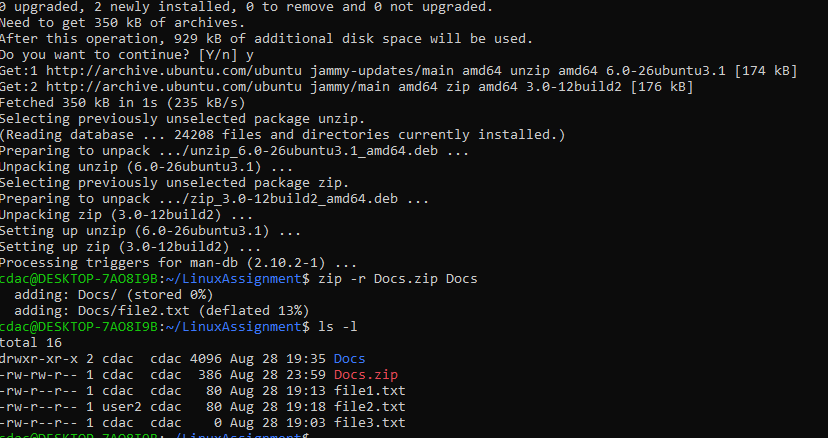 0 upgraded, 2 newly installed, 0 to remove and 0 not upgraded.
Need to get 350 kB of archives.
After this operation, 929 kB of additional disk space will be used.
Do you want to continue? [Y/n] y
Get:1 http://archive.ubuntu.com/ubuntu jammy-updates/main amd64 unzip amd64 6.0-26ubuntu3.1 [174 kB]
Get:2 http://archive.ubuntu.com/ubuntu jammy/main amd64 zip amd64 3.0-12build2 [176 kB]
Fetched 350 kB in 1s (235 kB/s)
Selecting previously unselected package unzip.
(Reading database ... 24208 files and directories currently installed.)
Preparing to unpack .../unzip_6.0-26ubuntu3.1_amd64.deb ...
Unpacking unzip (6.0-26ubuntu3.1) ...
Selecting previously unselected package zip.
Preparing to unpack .../zip_3.0-12build2_amd64.deb ...
Unpacking zip (3.0-12build2) ...
Setting up unzip (6.0-26ubuntu3.1) ...
Setting up zip (3.0-12build2) ...
Processing triggers for man-db (2.10.2-1) ...
cdac@DESKTOP-7AO8I9B:~/LinuxAssignment$ zip -r Docs.zip Docs
  adding: Docs/ (stored 0%)
  adding: Docs/file2.txt (deflated 13%)
cdac@DESKTOP-7AO8I9B:~/LinuxAssignment$ ls -l
total 16
drwxr-xr-x 2 cdac  cdac 4096 Aug 28 19:35 Docs
-rw-rw-r-- 1 cdac  cdac  386 Aug 28 23:59 Docs.zip
-rw-r--r-- 1 cdac  cdac   80 Aug 28 19:13 file1.txt
-rw-r--r-- 1 user2 cdac   80 Aug 28 19:18 file2.txt
-rw-r--r-- 1 cdac  cdac    0 Aug 28 19:03 file3.txt
cdac@DESKTOP-7AO8I9B:~/LinuxAssignment$